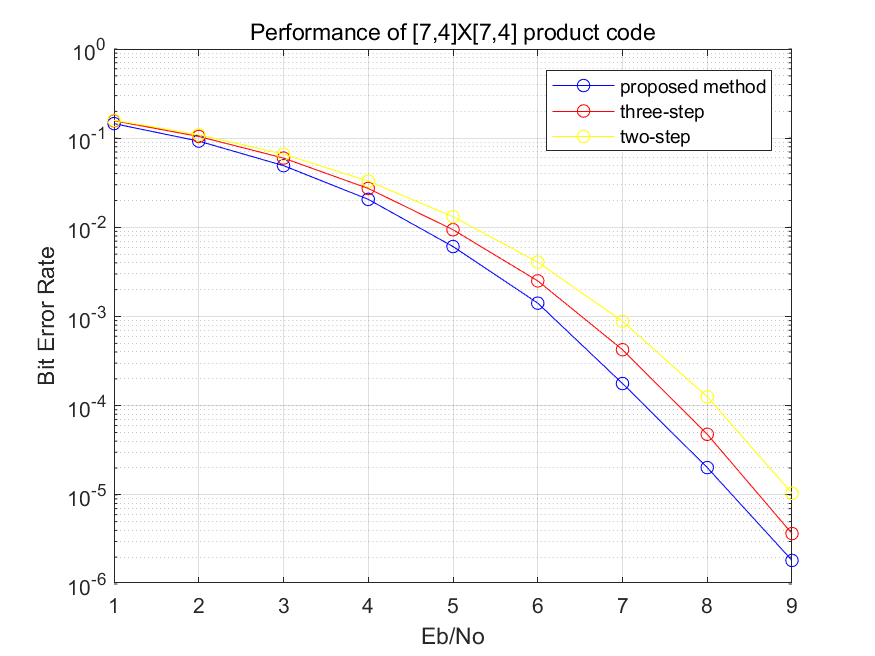 Performance of [7,4]X[7,4] product code
proposed method
three-step
two-step
10^0
10^-1
10^-2
10^-3
10^-4
10^-5
10^-6
Bit Error Rate
1 2 3 4 5 6 7 8 9
Eb/No